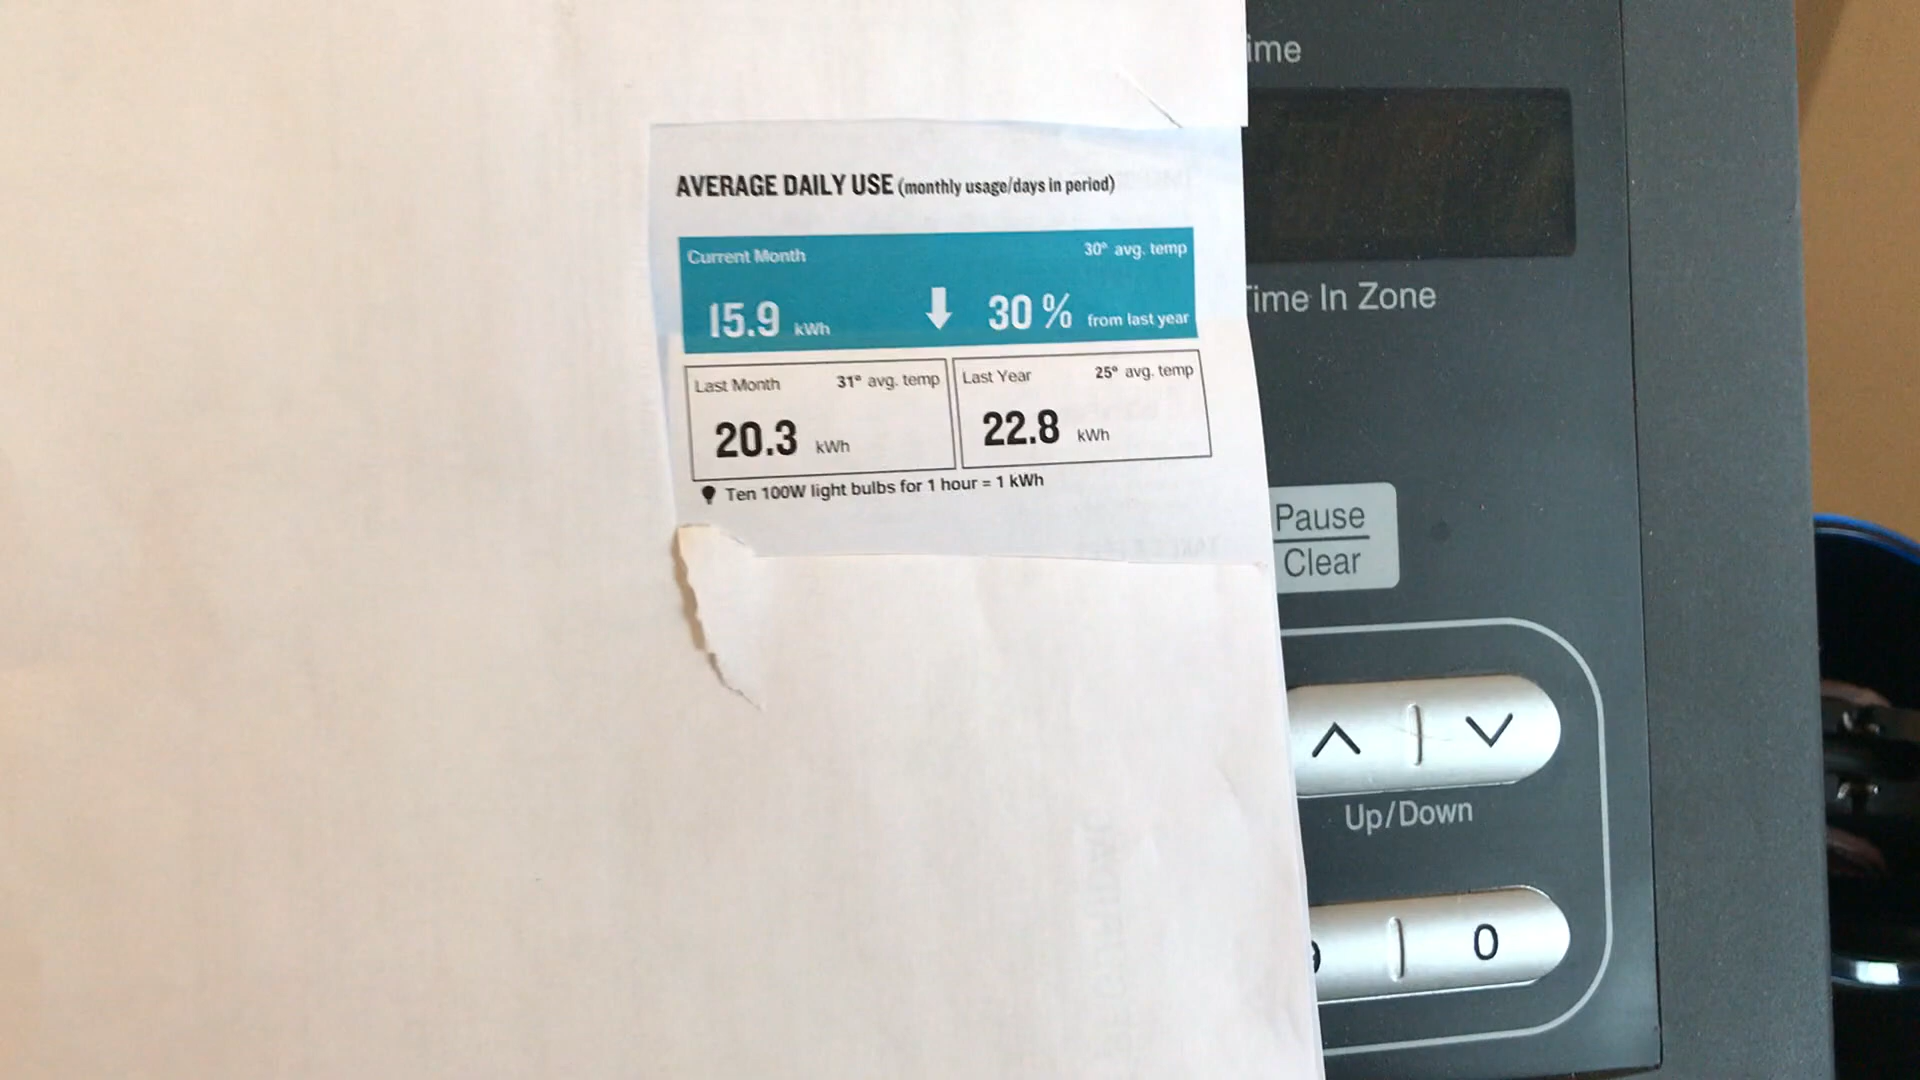 AVERAGE DAILY USE (monthly usage/days in period)
Current Month 30° avg. temp
15.9 kWh 30% from last year
Last Month 31° avg. temp
20.3 kWh
Last Year 25° avg. temp
22.8 kWh
Ten 100W light bulbs for 1 hour = 1 kWh
ime
Time In Zone
Pause
Clear
Up/Down
0